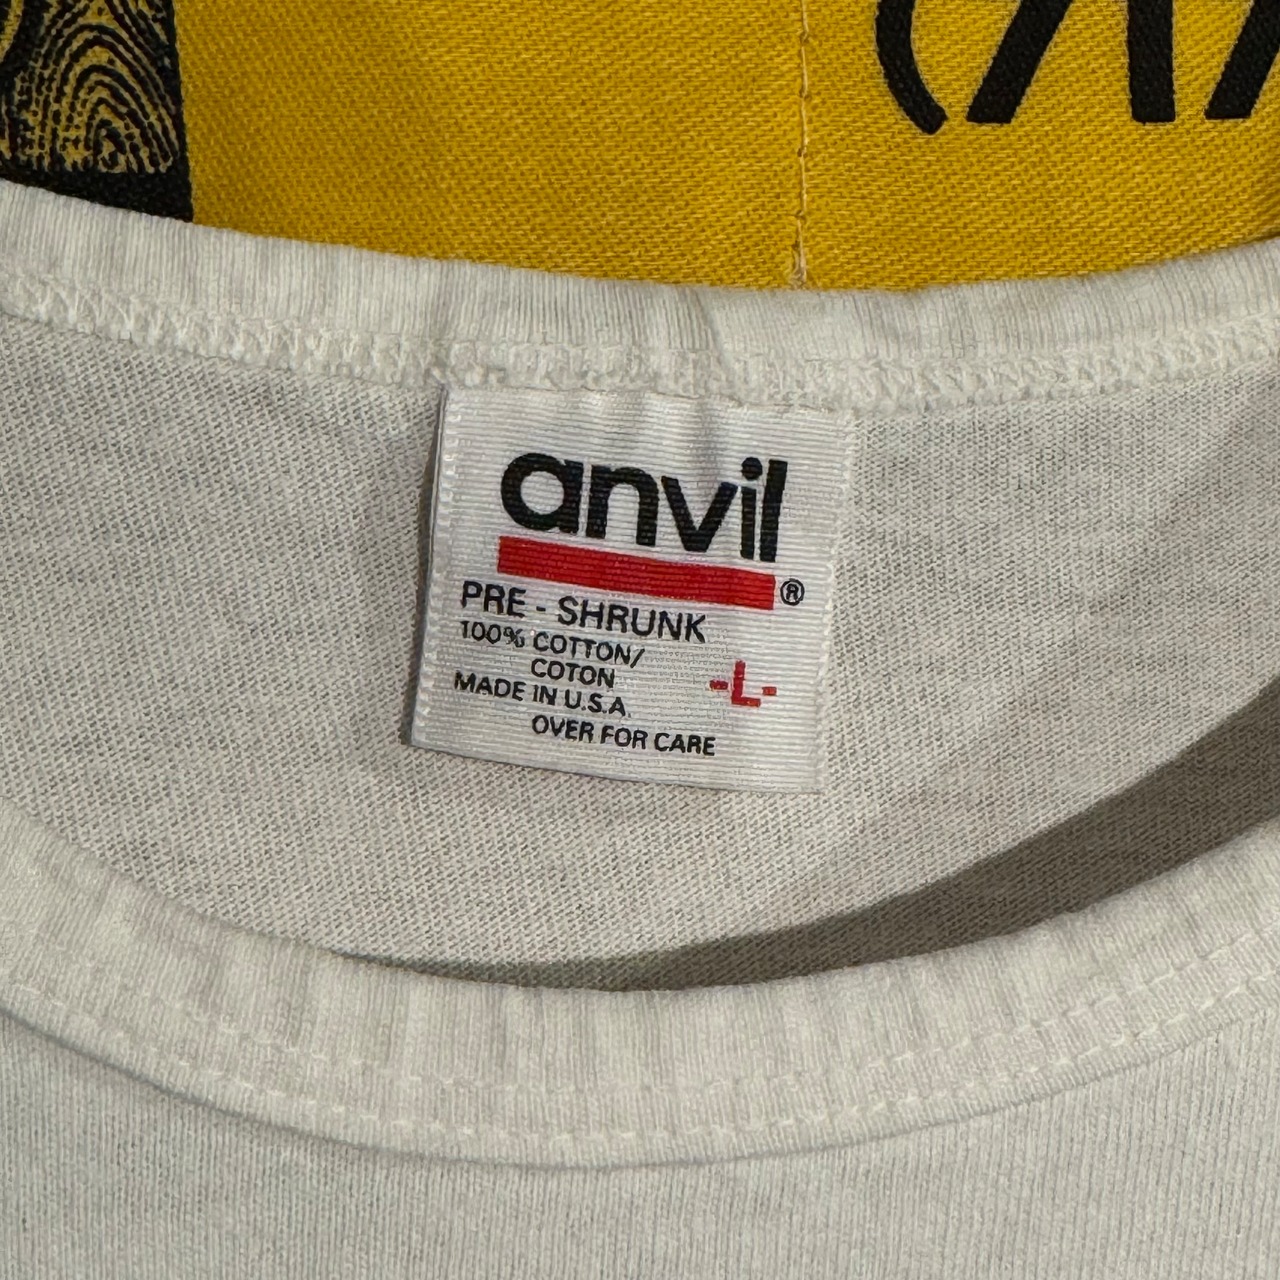 anvil®
PRE - SHRUNK
100% COTTON/
COTON
-L-
MADE IN U.S.A.
OVER FOR CARE